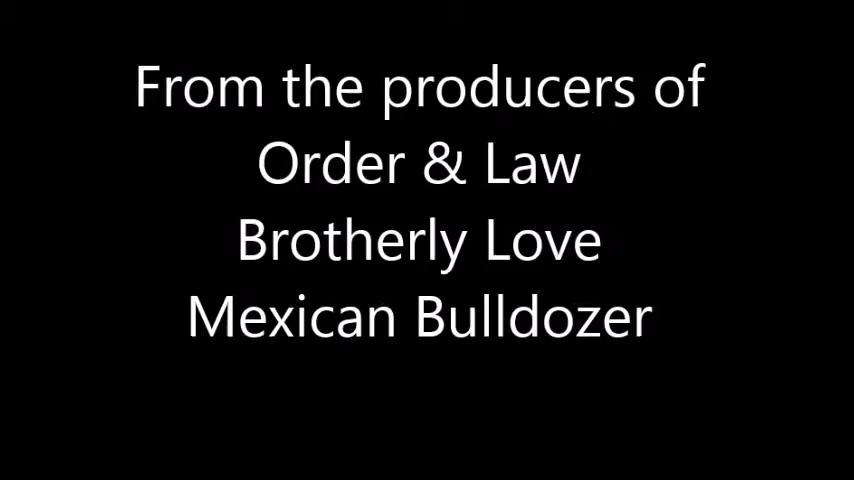 From the producers of
Order & Law
Brotherly Love
Mexican Bulldozer